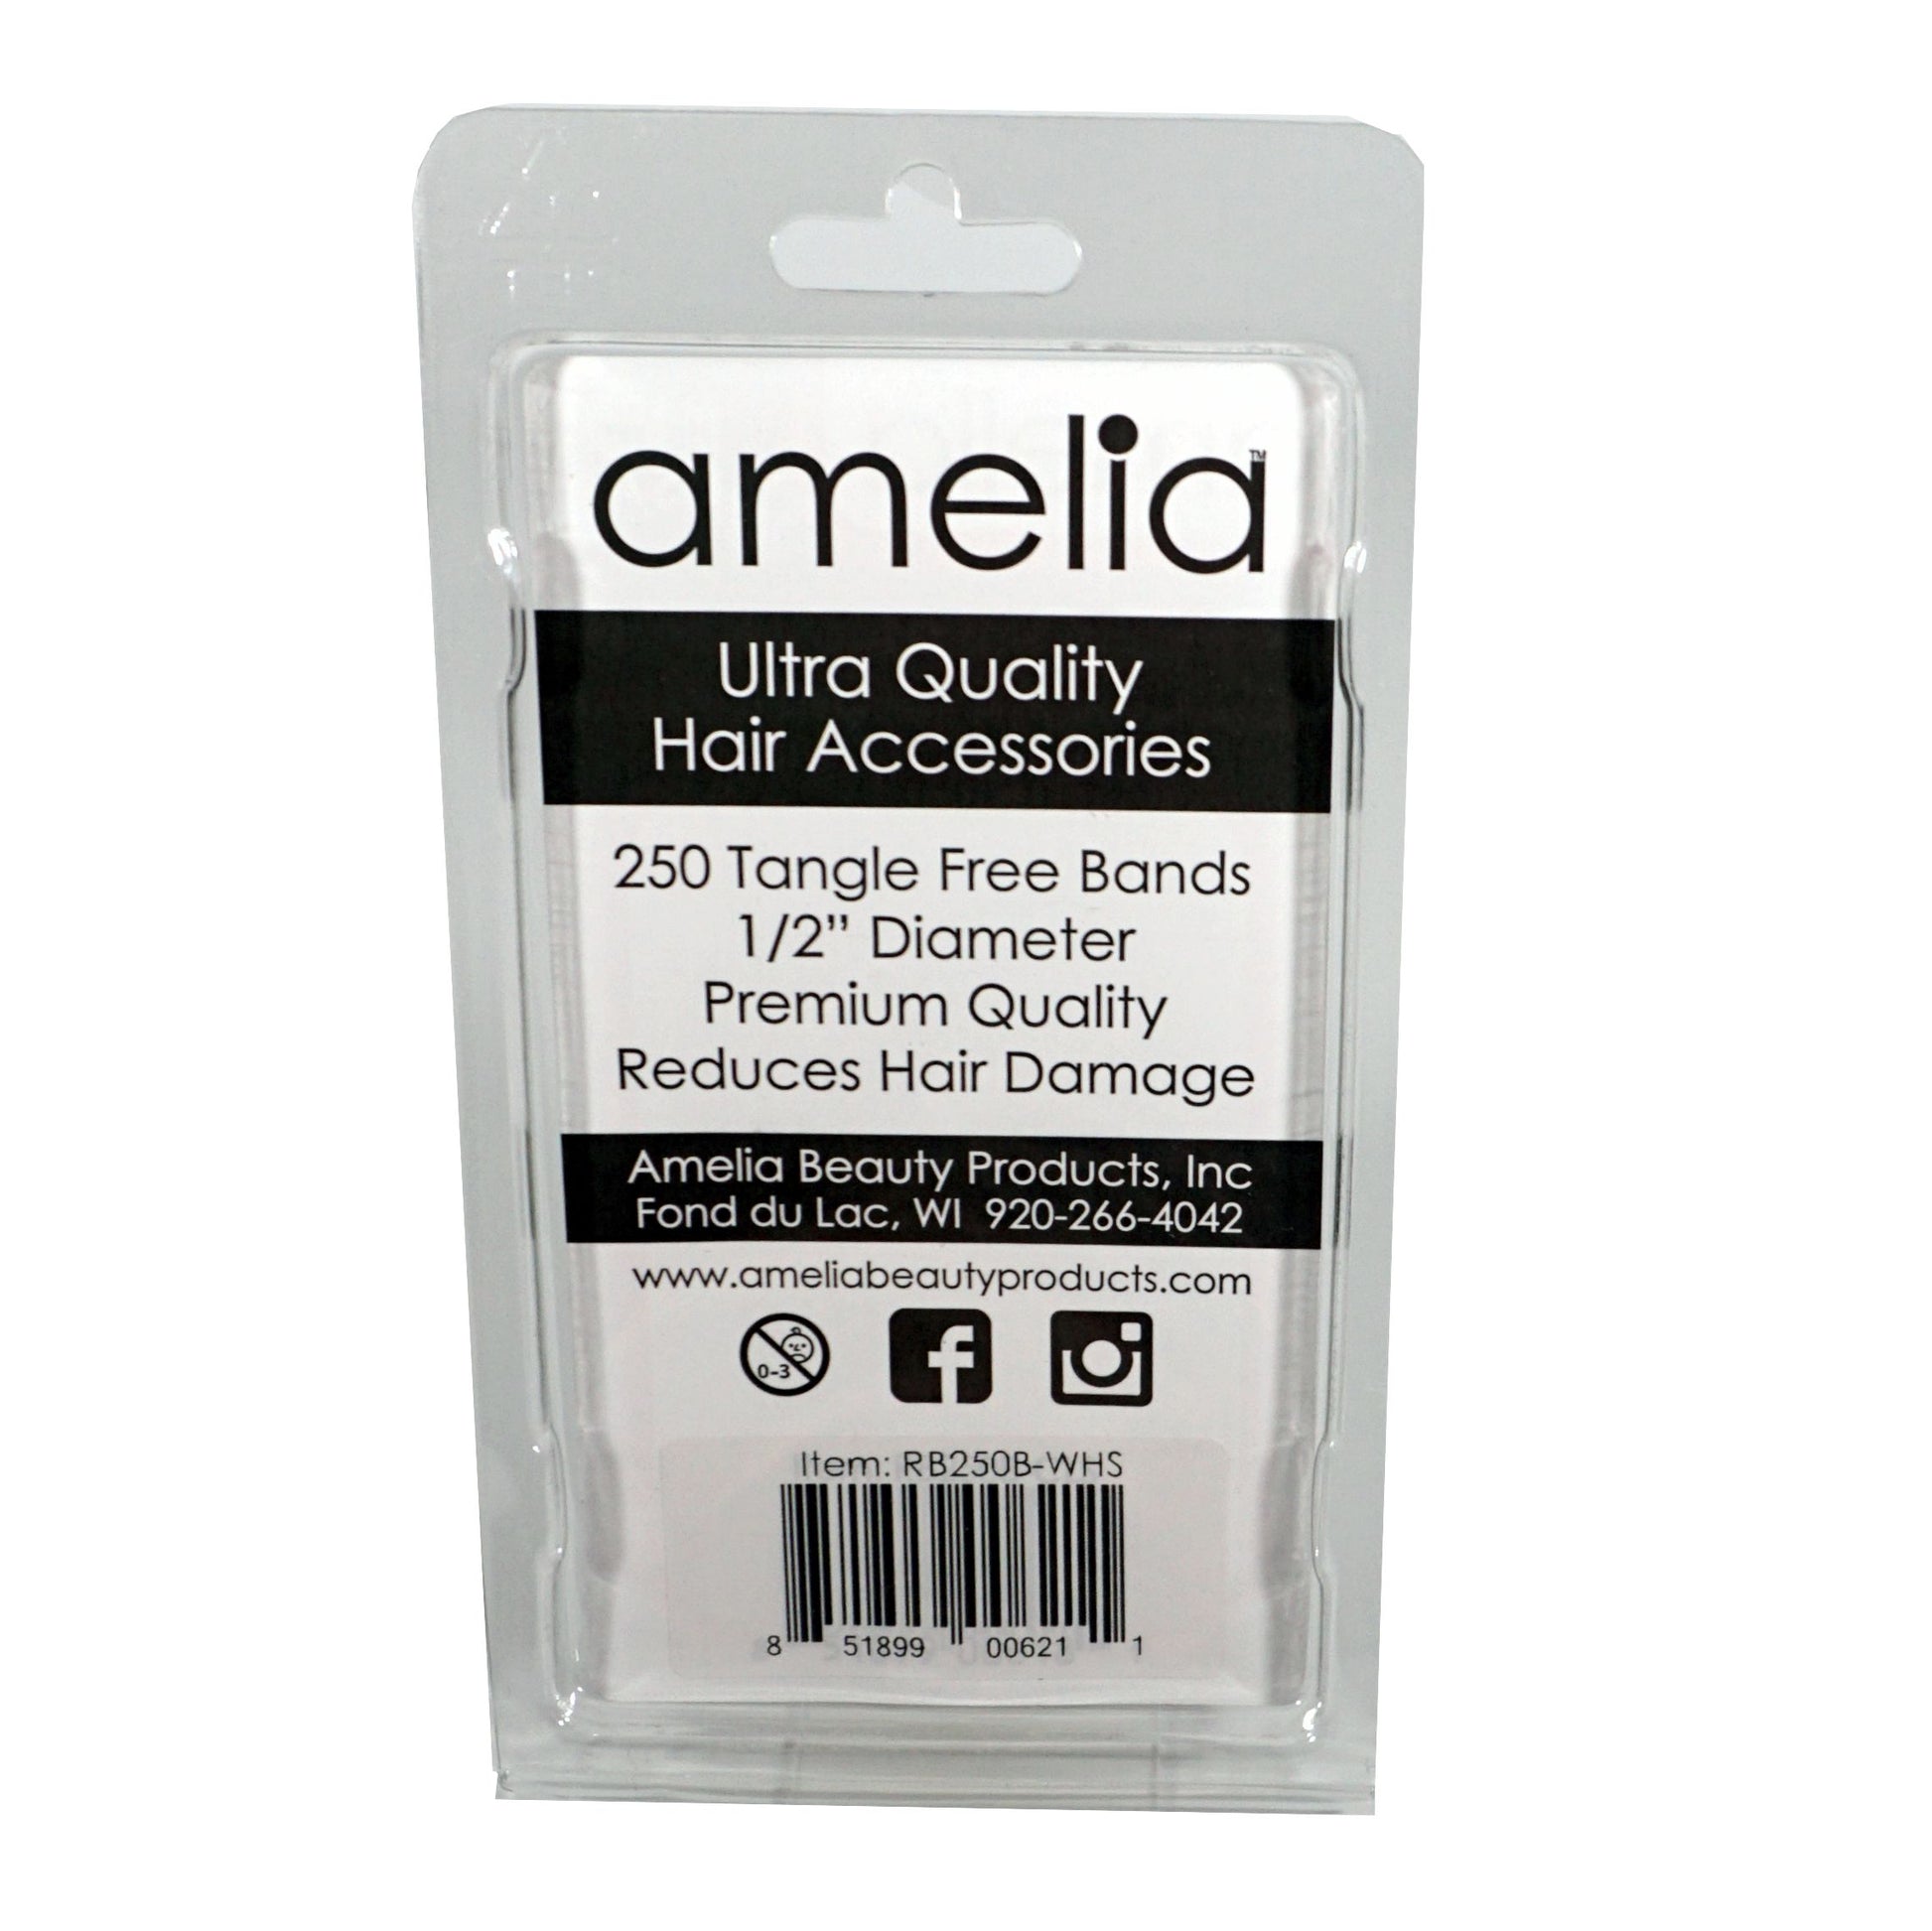 amelia™
Ultra Quality
Hair Accessories
250 Tangle Free Bands
1/2” Diameter
Premium Quality
Reduces Hair Damage
Amelia Beauty Products, Inc
Fond du Lac, WI 920-266-4042
www.ameliabeautyproducts.com
0-3
Item: RB250B-WHS
8 51899 00621 1